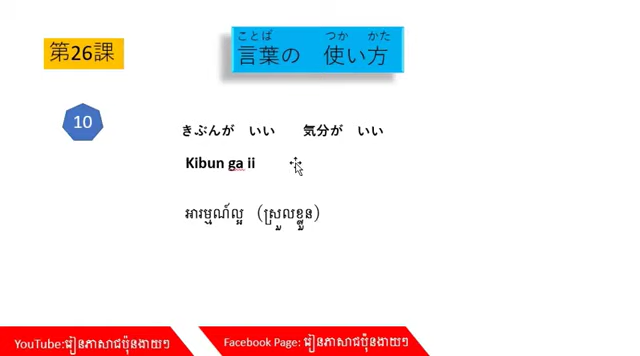 第26課
ことば つか かた
言葉の 使い方
10
きぶんが いい 気分が いい
Kibun ga ii
អារម្មណ៍ល្អ (ស្រួលខ្លួន)
YouTube:រៀនភាសាជប៉ុនងាយៗ
Facebook Page: រៀនភាសាជប៉ុនងាយៗ